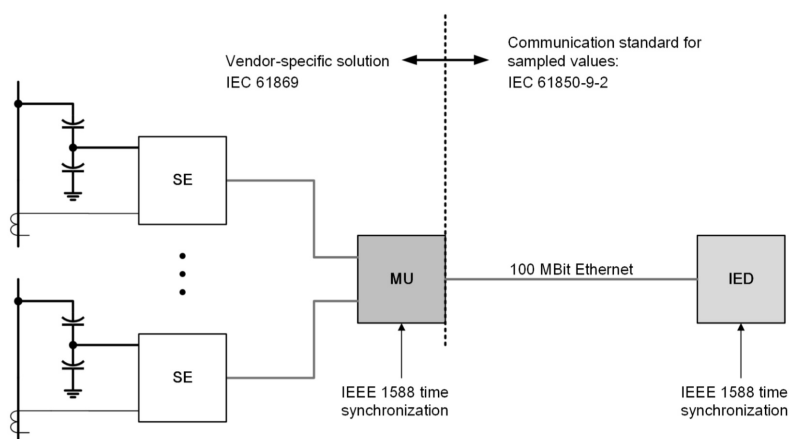 Vendor-specific solution
IEC 61869
Communication standard for
sampled values:
IEC 61850-9-2
SE
SE
MU
100 MBit Ethernet
IED
IEEE 1588 time
synchronization
IEEE 1588 time
synchronization